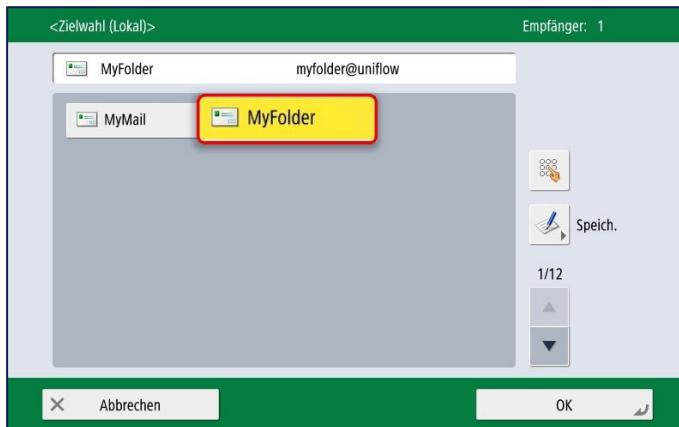 <Zielwahl (Lokal)> Empfänger: 1
MyFolder myfolder@uniflow
MyMail MyFolder
Speich.
1/12
Abbrechen OK